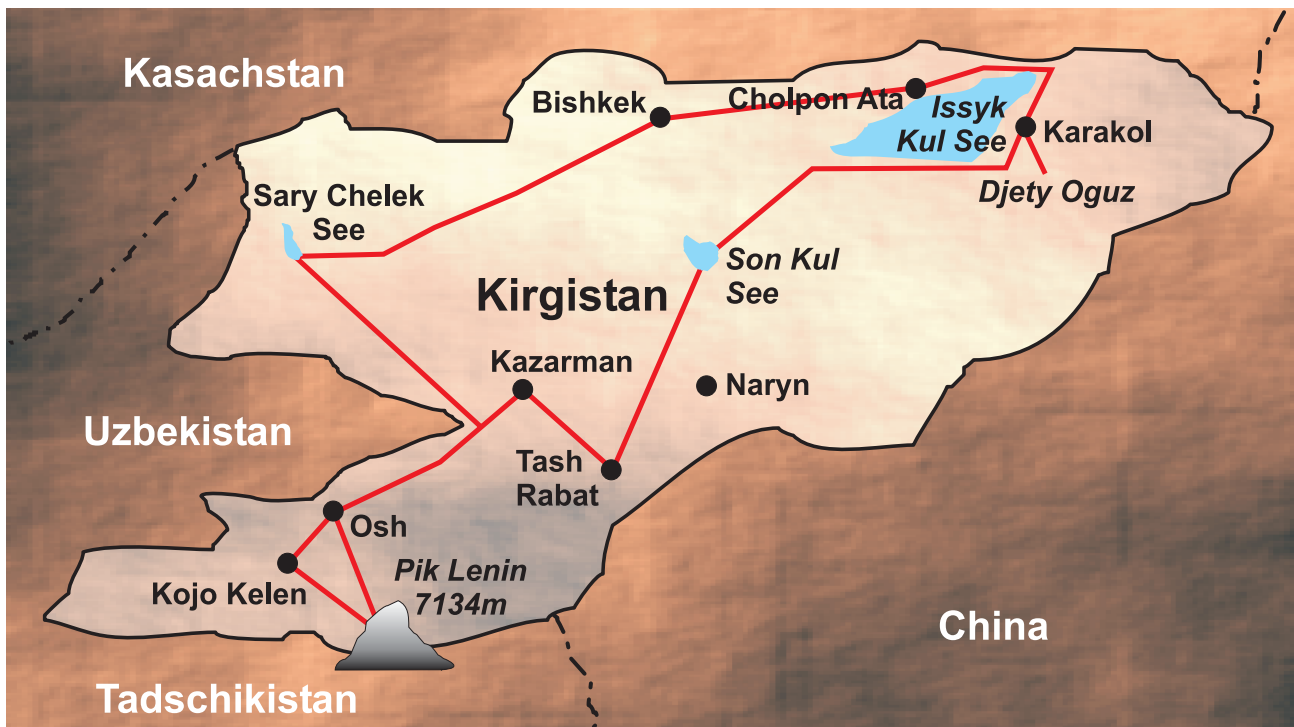 Kasachstan
Bishkek
Cholpon Ata
Issyk
Kul See
Karakol
Djety Oguz
Sary Chelek
See
Son Kul
See
Kirgistan
Kazarman
Naryn
Uzbekistan
Tash
Rabat
Osh
Pik Lenin
7134m
Kojo Kelen
China
Tadschikistan